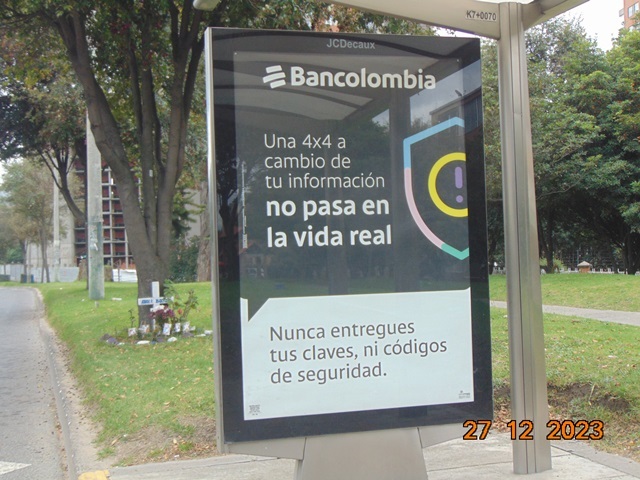 K7+0070
JCDecaux
Bancolombia
Una 4x4 a
cambio de
tu información
no pasa en
la vida real
Nunca entregues
tus claves, ni códigos
de seguridad.
27 12 2023